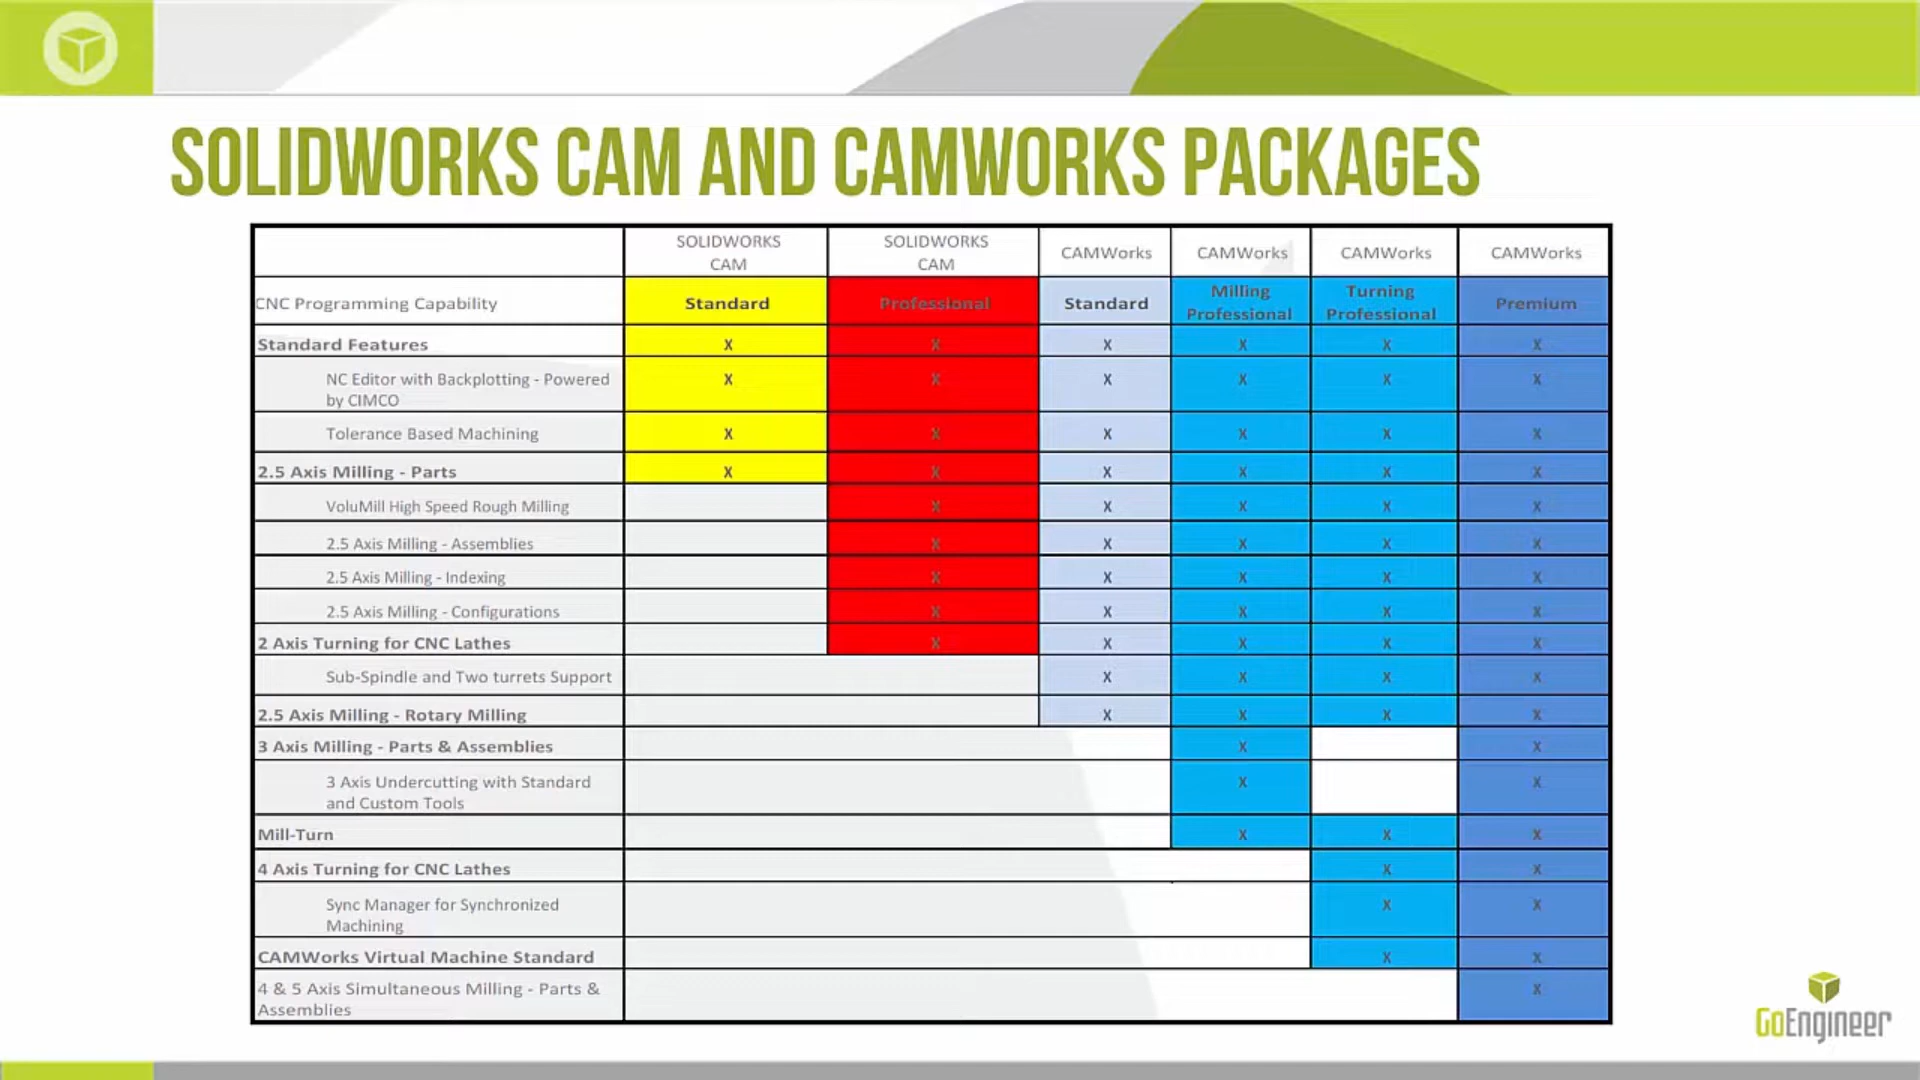 SOLIDWORKS CAM AND CAMWORKS PACKAGES
SOLIDWORKS
CAM
SOLIDWORKS
CAM
CAMWorks
CAMWorks
CAMWorks
CAMWorks
CNC Programming Capability
Standard
Professional
Standard
Milling
Professional
Turning
Professional
Premium
Standard Features
X X X X X X
NC Editor with Backplotting - Powered
by CIMCO
X X X X X X
Tolerance Based Machining
X X X X X X
2.5 Axis Milling - Parts
X X X X X X
VoluMill High Speed Rough Milling
X X X X X
2.5 Axis Milling - Assemblies
X X X X X
2.5 Axis Milling - Indexing
X X X X X
2.5 Axis Milling - Configurations
X X X X X
2 Axis Turning for CNC Lathes
X X X X X
Sub-Spindle and Two turrets Support
X X X X
2.5 Axis Milling - Rotary Milling
X X X X
3 Axis Milling - Parts & Assemblies
X X
3 Axis Undercutting with Standard
and Custom Tools
X X
Mill-Turn
X X X
4 Axis Turning for CNC Lathes
X X
Sync Manager for Synchronized
Machining
X X
CAMWorks Virtual Machine Standard
X X
4 & 5 Axis Simultaneous Milling - Parts &
Assemblies
X
GoEngineer